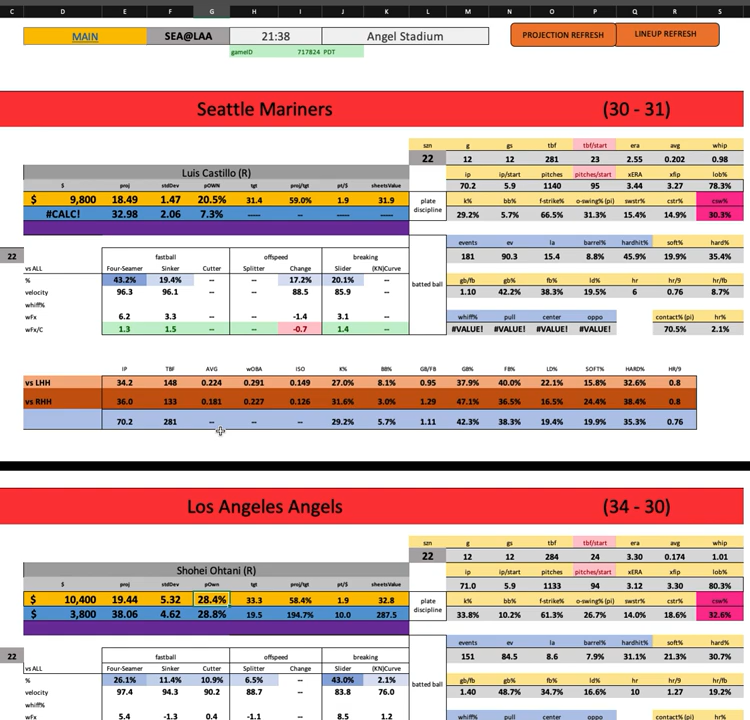 C D E F G H I J K L M N O P Q R S
MAIN SEA@LAA 21:38 Angel Stadium PROJECTION REFRESH LINEUP REFRESH
gameID 717824 PDT
Seattle Mariners (30 - 31)
szn g gs tbf tbf/start era avg whip
22 12 12 281 23 2.55 0.202 0.98
Luis Castillo (R) ip ip/start pitches pitches/start xERA xfip lob%
$ proj stdDev pOWN tgt proj/tgt pt/$ sheetsValue 70.2 5.9 1140 95 3.44 3.27 78.3%
$ 9,800 18.49 1.47 20.5% 31.4 59.0% 1.9 31.9 plate discipline k% bb% f-strike% o-swing% (pi) swstr% cstr% csw%
#CALC! 32.98 2.06 7.3% ---- -- -- ---- 29.2% 5.7% 66.5% 31.3% 15.4% 14.9% 30.3%
events ev la barrel% hardhit% soft% hard%
22 fastball offspeed breaking 181 90.3 15.4 8.8% 45.9% 19.9% 35.4%
vs ALL Four-Seamer Sinker Cutter Splitter Change Slider (KN)Curve batted ball
% 43.2% 19.4% -- -- 17.2% 20.1% -- gb/fb gb% fb% ld% hr hr/9 hr/fb
velocity 96.3 96.1 -- -- 88.5 85.9 -- 1.10 42.2% 38.3% 19.5% 6 0.76 8.7%
whiff%
wFx 6.2 3.3 -- -- -1.4 3.1 -- whiff% pull center oppo contact% (pi) hr%
wFx/C 1.3 1.5 -- -- -0.7 1.4 -- #VALUE! #VALUE! #VALUE! #VALUE! 70.5% 2.1%
IP TBF AVG wOBA ISO K% BB% GB/FB GB% FB% LD% SOFT% HARD% HR/9
vs LHH 34.2 148 0.224 0.291 0.149 27.0% 8.1% 0.95 37.9% 40.0% 22.1% 15.8% 32.6% 0.8
vs RHH 36.0 133 0.181 0.227 0.126 31.6% 3.0% 1.29 47.1% 36.5% 16.5% 24.4% 38.4% 0.8
70.2 281 -- -- -- 29.2% 5.7% 1.11 42.3% 38.3% 19.4% 19.9% 35.3% 0.76
Los Angeles Angels (34 - 30)
szn g gs tbf tbf/start era avg whip
22 12 12 284 24 3.30 0.174 1.01
Shohei Ohtani (R) ip ip/start pitches pitches/start xERA xfip lob%
$ proj stdDev pOwn tgt proj/tgt pt/$ sheetsValue 71.0 5.9 1133 94 3.12 3.30 80.3%
$ 10,400 19.44 5.32 28.4% 33.3 58.4% 1.9 32.8 plate discipline k% bb% f-strike% o-swing% (pi) swstr% cstr% csw%
$ 3,800 38.06 4.62 28.8% 19.5 194.7% 10.0 287.5 33.8% 10.2% 61.3% 26.7% 14.0% 18.6% 32.6%
events ev la barrel% hardhit% soft% hard%
22 fastball offspeed breaking 151 84.5 8.6 7.9% 31.1% 21.3% 30.7%
vs ALL Four-Seamer Sinker Cutter Splitter Change Slider (KN)Curve batted ball
% 26.1% 11.4% 10.9% 6.5% -- 43.0% 2.1% gb/fb gb% fb% ld% hr hr/9 hr/fb
velocity 97.4 94.3 90.2 88.7 -- 83.8 76.0 1.40 48.7% 34.7% 16.6% 10 1.27 19.2%
whiff%
wFx 5.4 -1.3 0.4 -1.1 -- 8.5 1.2 whiff% pull center oppo contact% (pi) hr%